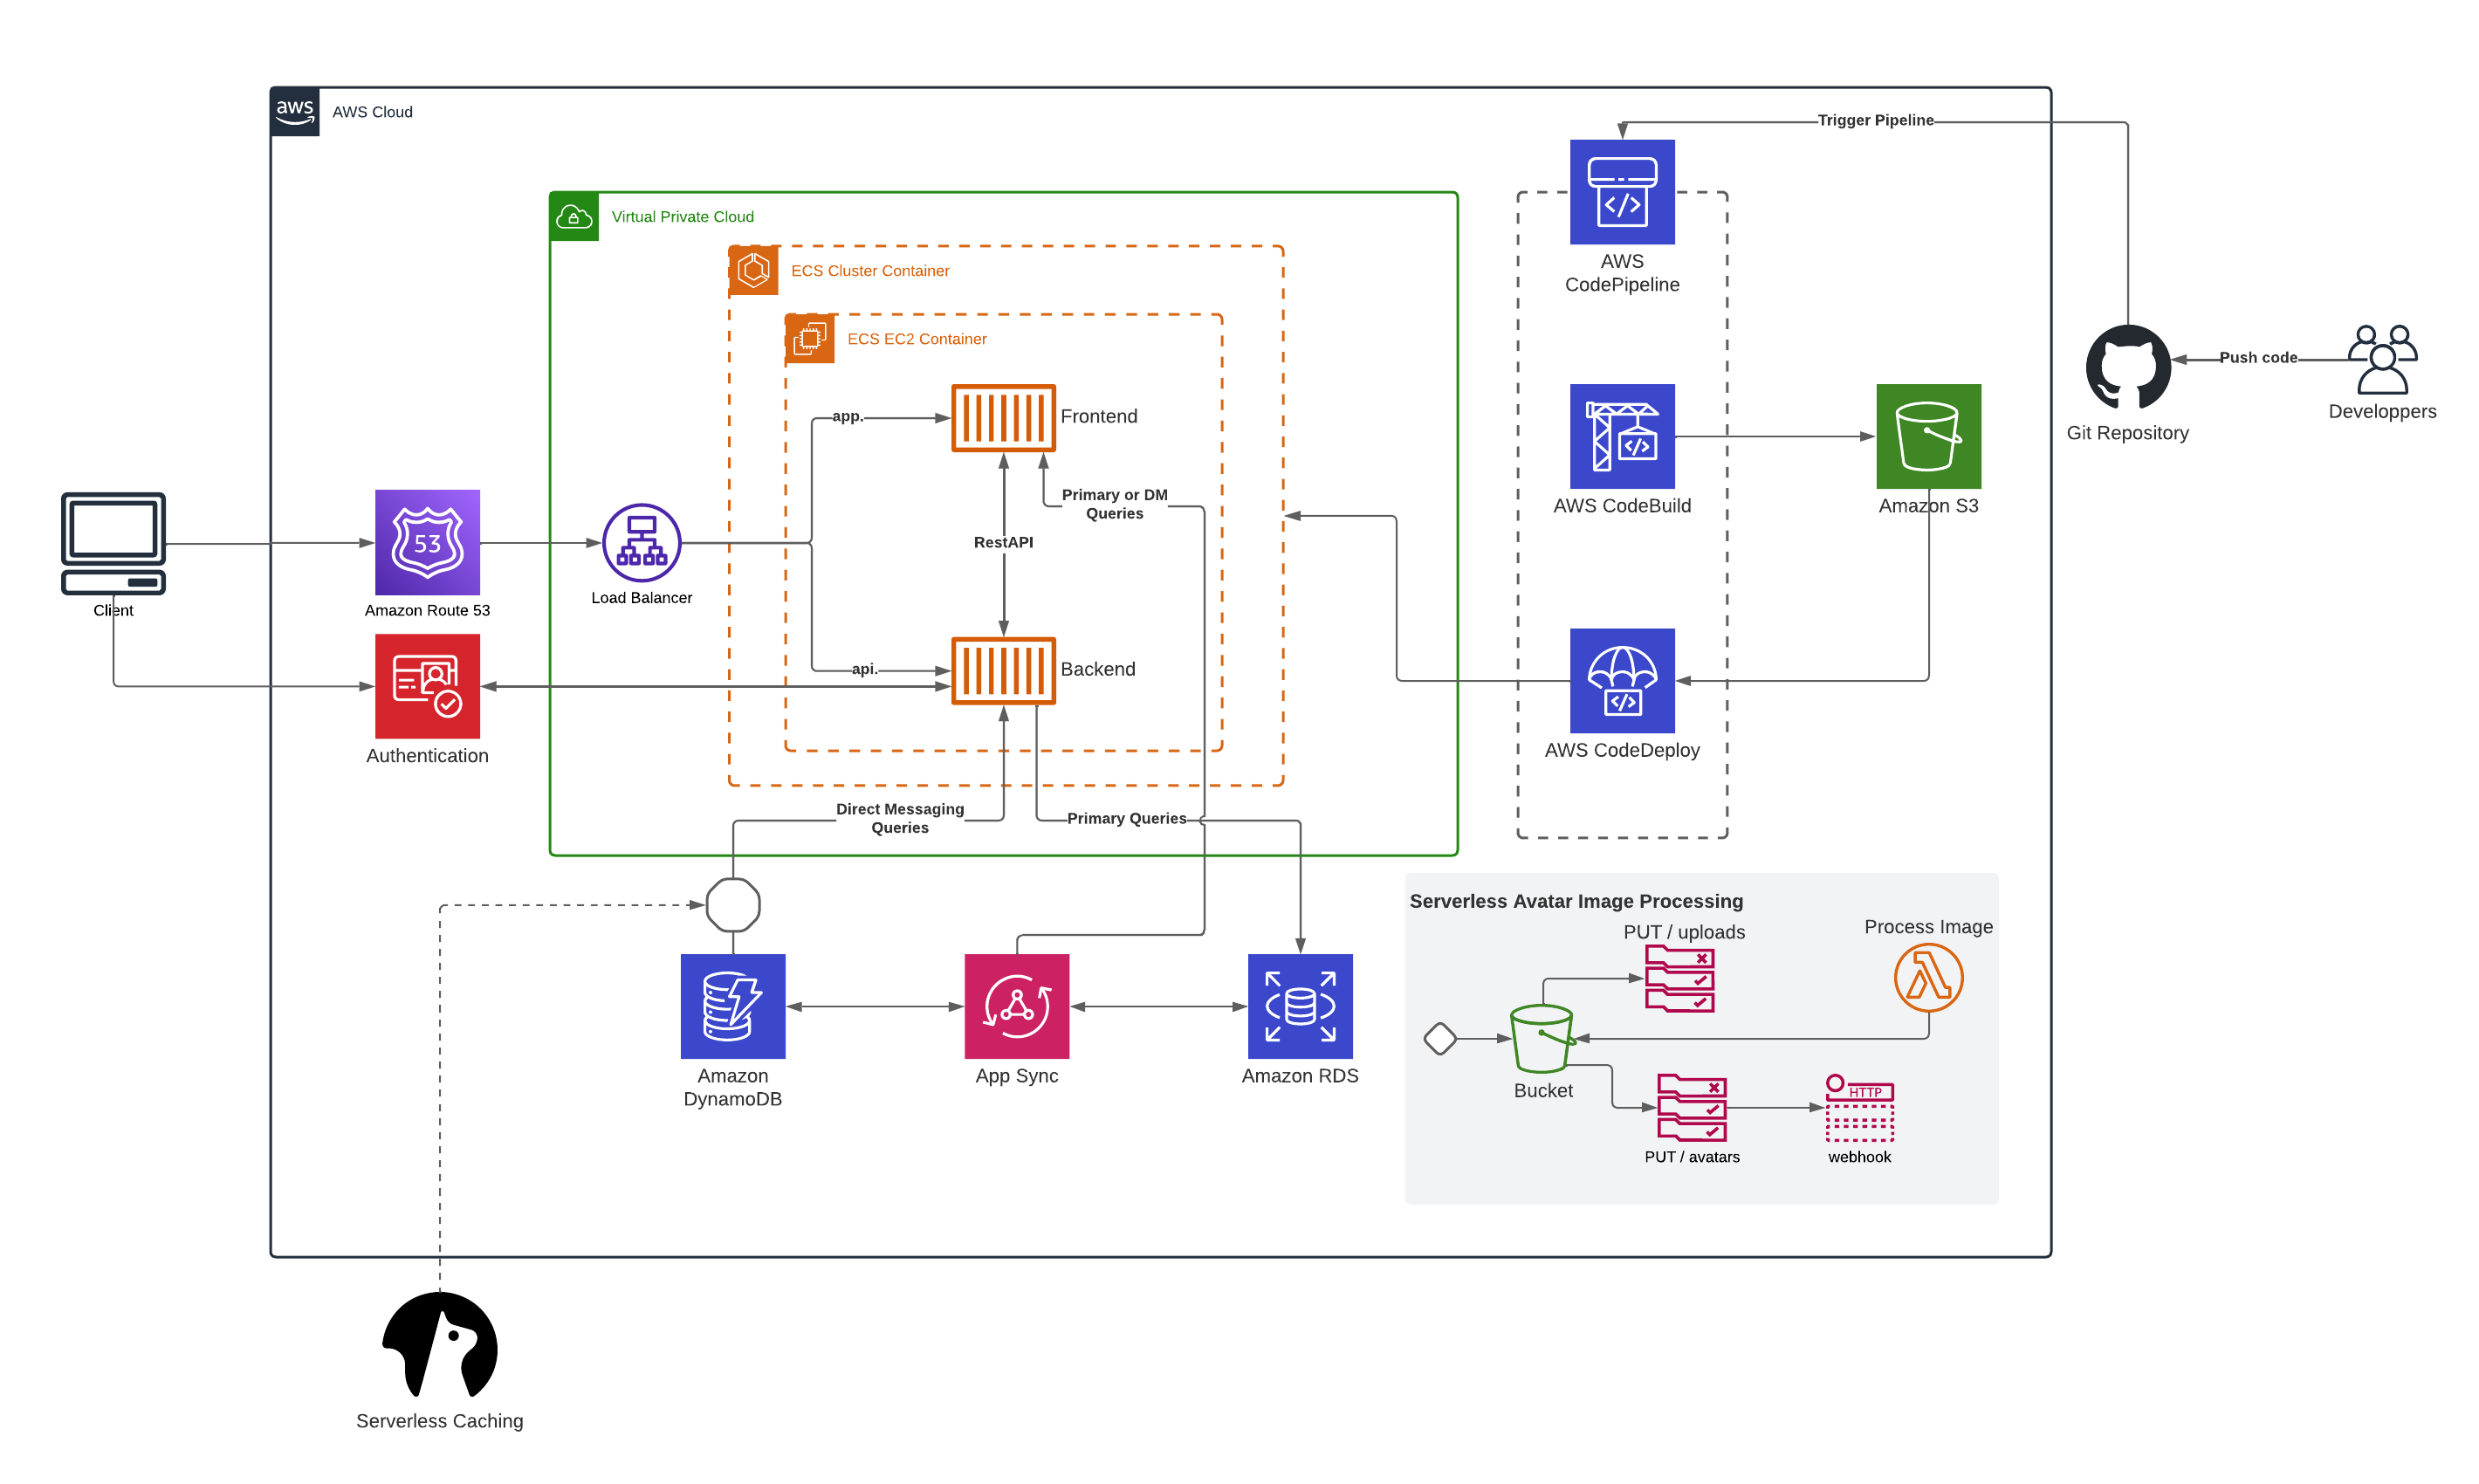 aws
AWS Cloud
Trigger Pipeline
Virtual Private Cloud
AWS
CodePipeline
ECS Cluster Container
ECS EC2 Container
Push code
Developpers
Git Repository
app.
Frontend
Primary or DM
Queries
AWS CodeBuild
Amazon S3
53
RestAPI
Client
Amazon Route 53
Load Balancer
api.
Backend
Authentication
AWS CodeDeploy
Direct Messaging
Queries
Primary Queries
Serverless Avatar Image Processing
PUT / uploads
Process Image
Amazon
DynamoDB
App Sync
Amazon RDS
Bucket
HTTP
PUT / avatars
webhook
Serverless Caching